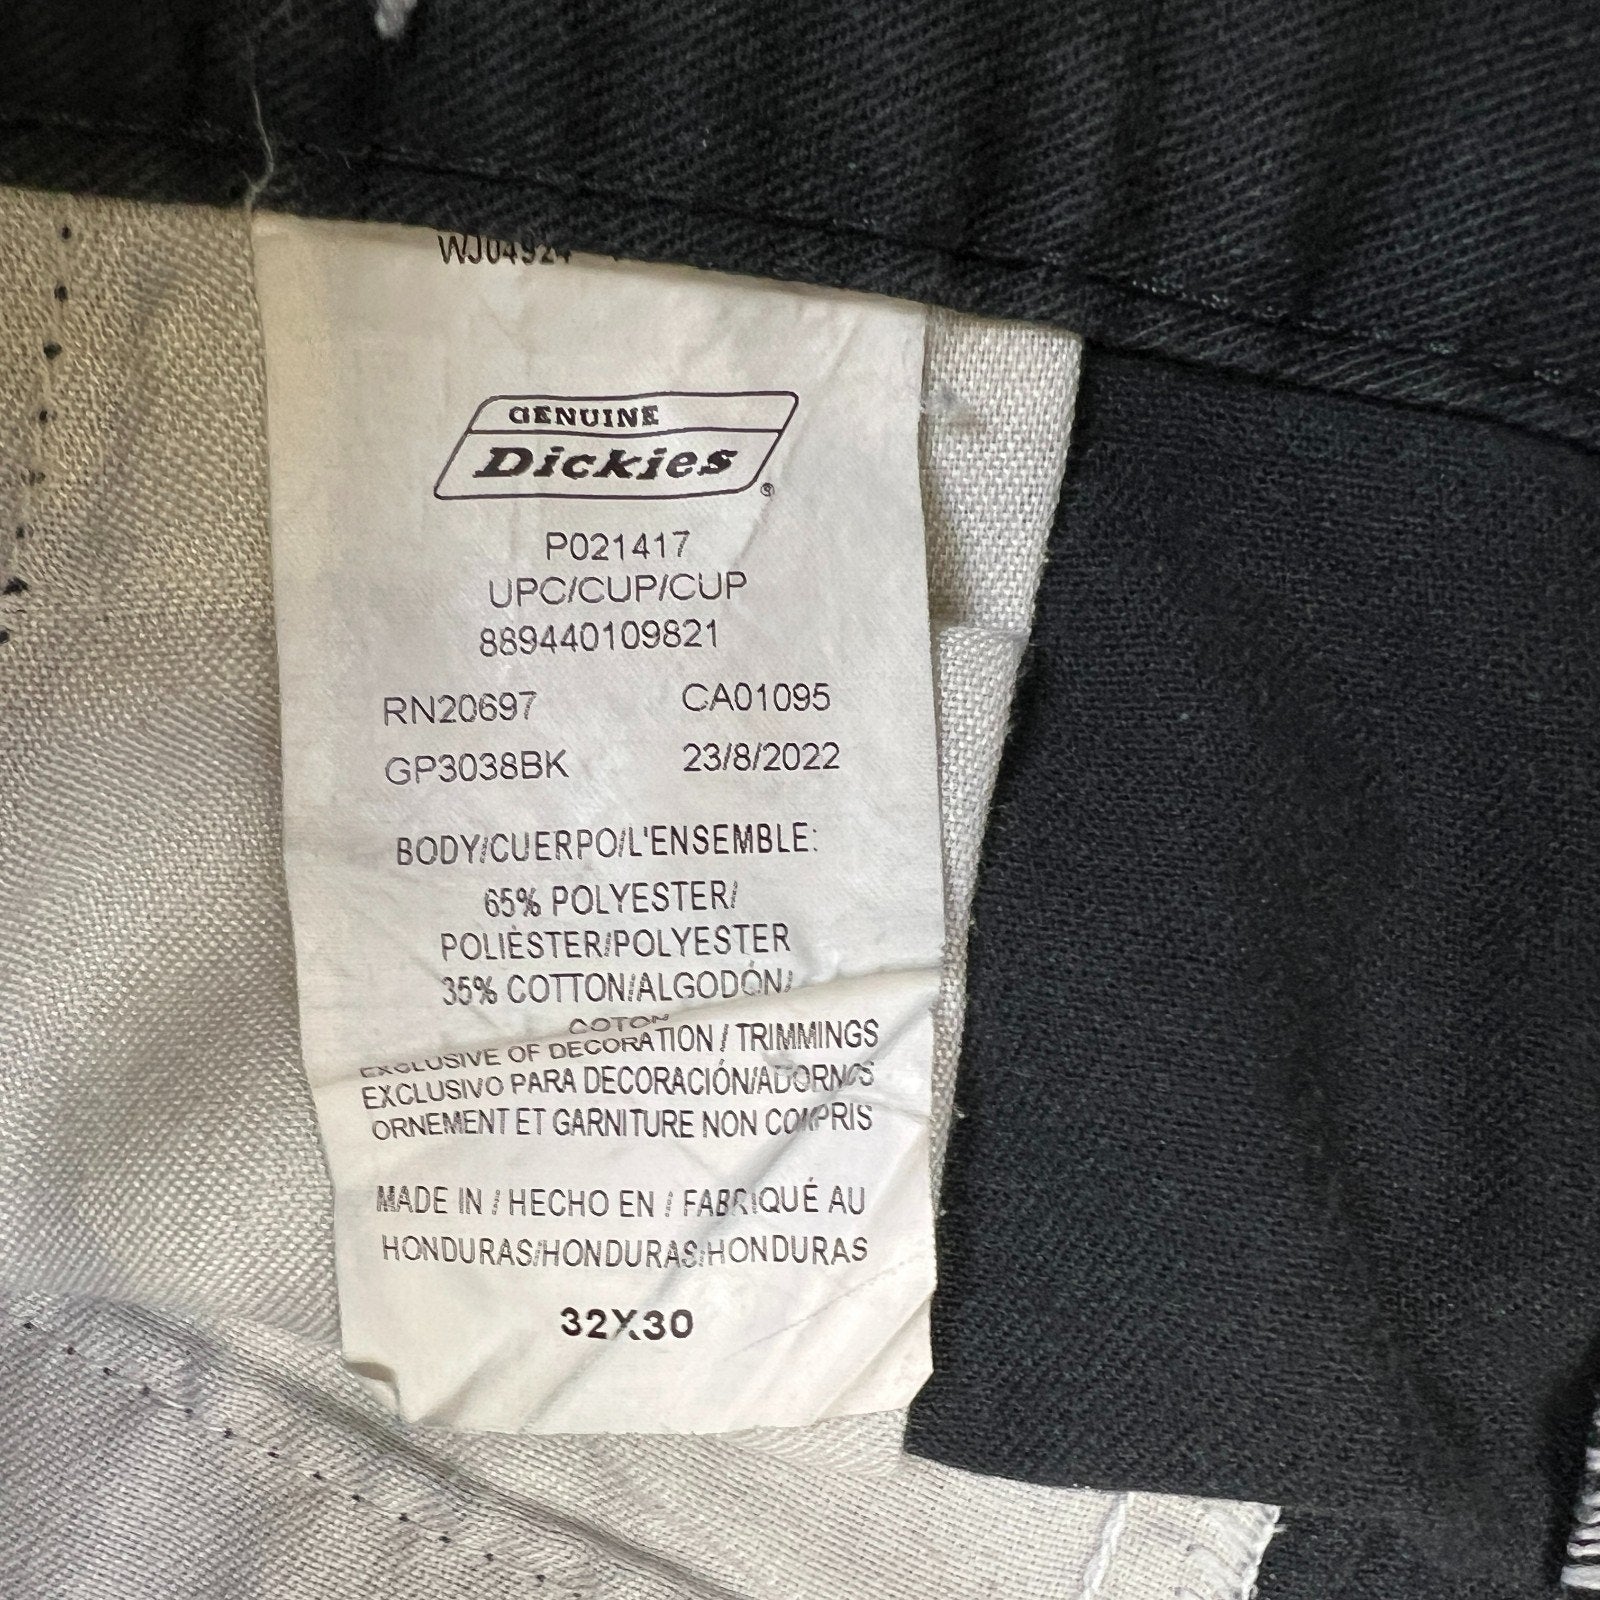 WJ04924
GENUINE
Dickies®
P021417
UPC/CUP/CUP
889440109821
RN20697 CA01095
GP3038BK 23/8/2022
BODY/CUERPO/L'ENSEMBLE:
65% POLYESTER/
POLIÉSTER/POLYESTER
35% COTTON/ALGODÓN/
COTON
EXCLUSIVE OF DECORATION / TRIMMINGS
EXCLUSIVO PARA DECORACIÓN/ADORNOS
ORNEMENT ET GARNITURE NON COMPRIS
MADE IN / HECHO EN / FABRIQUÉ AU
HONDURAS/HONDURAS/HONDURAS
32X30